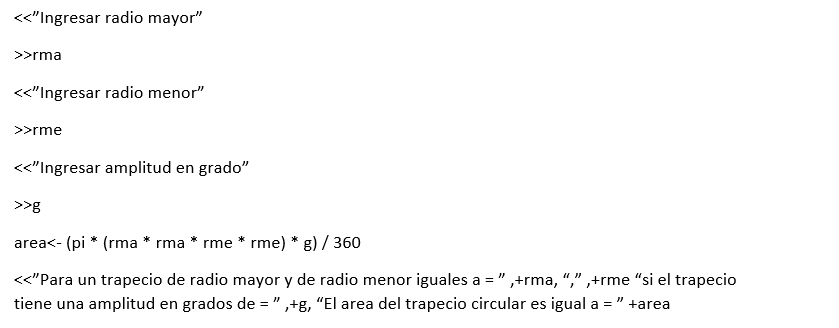 <<”Ingresar radio mayor”
>>rma
<<”Ingresar radio menor”
>>rme
<<”Ingresar amplitud en grado”
>>g
area<- (pi * (rma * rma * rme * rme) * g) / 360
<<”Para un trapecio de radio mayor y de radio menor iguales a = ” ,+rma, “,” ,+rme “si el trapecio
tiene una amplitud en grados de = ” ,+g, “El area del trapecio circular es igual a = ” +area